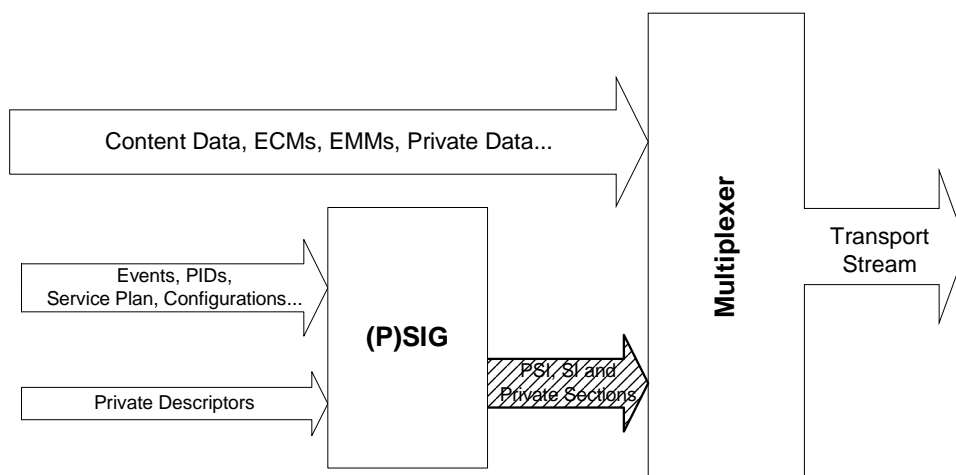 Content Data, ECMs, EMMs, Private Data...
Events, PIDs,
Service Plan, Configurations...
Private Descriptors
(P)SIG
PSI, SI and
Private Sections
Multiplexer
Transport
Stream